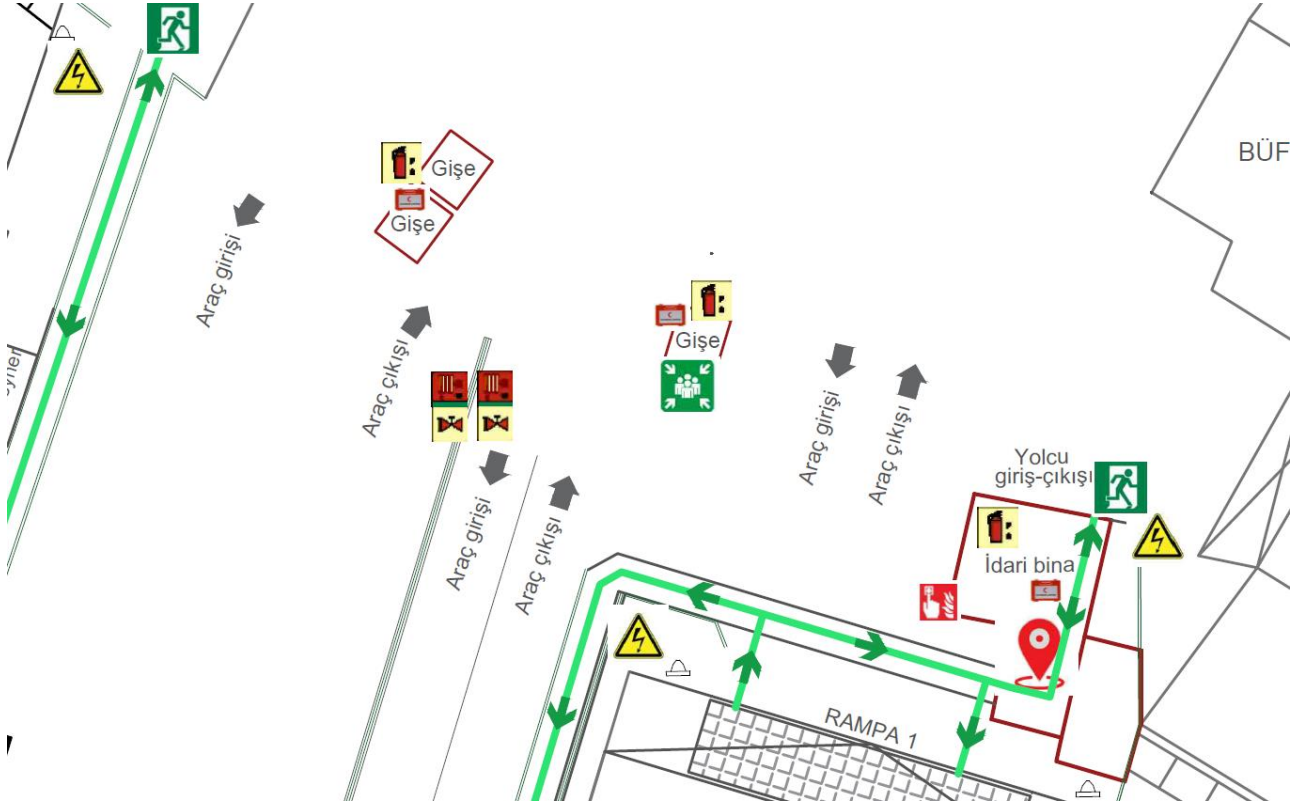 BÜF
Gişe
Gişe
Araç girişi
Araç çıkışı
Gişe
Araç girişi
Araç çıkışı
Araç girişi
Araç çıkışı
Yolcu
giriş-çıkışı
İdari bina
RAMPA 1